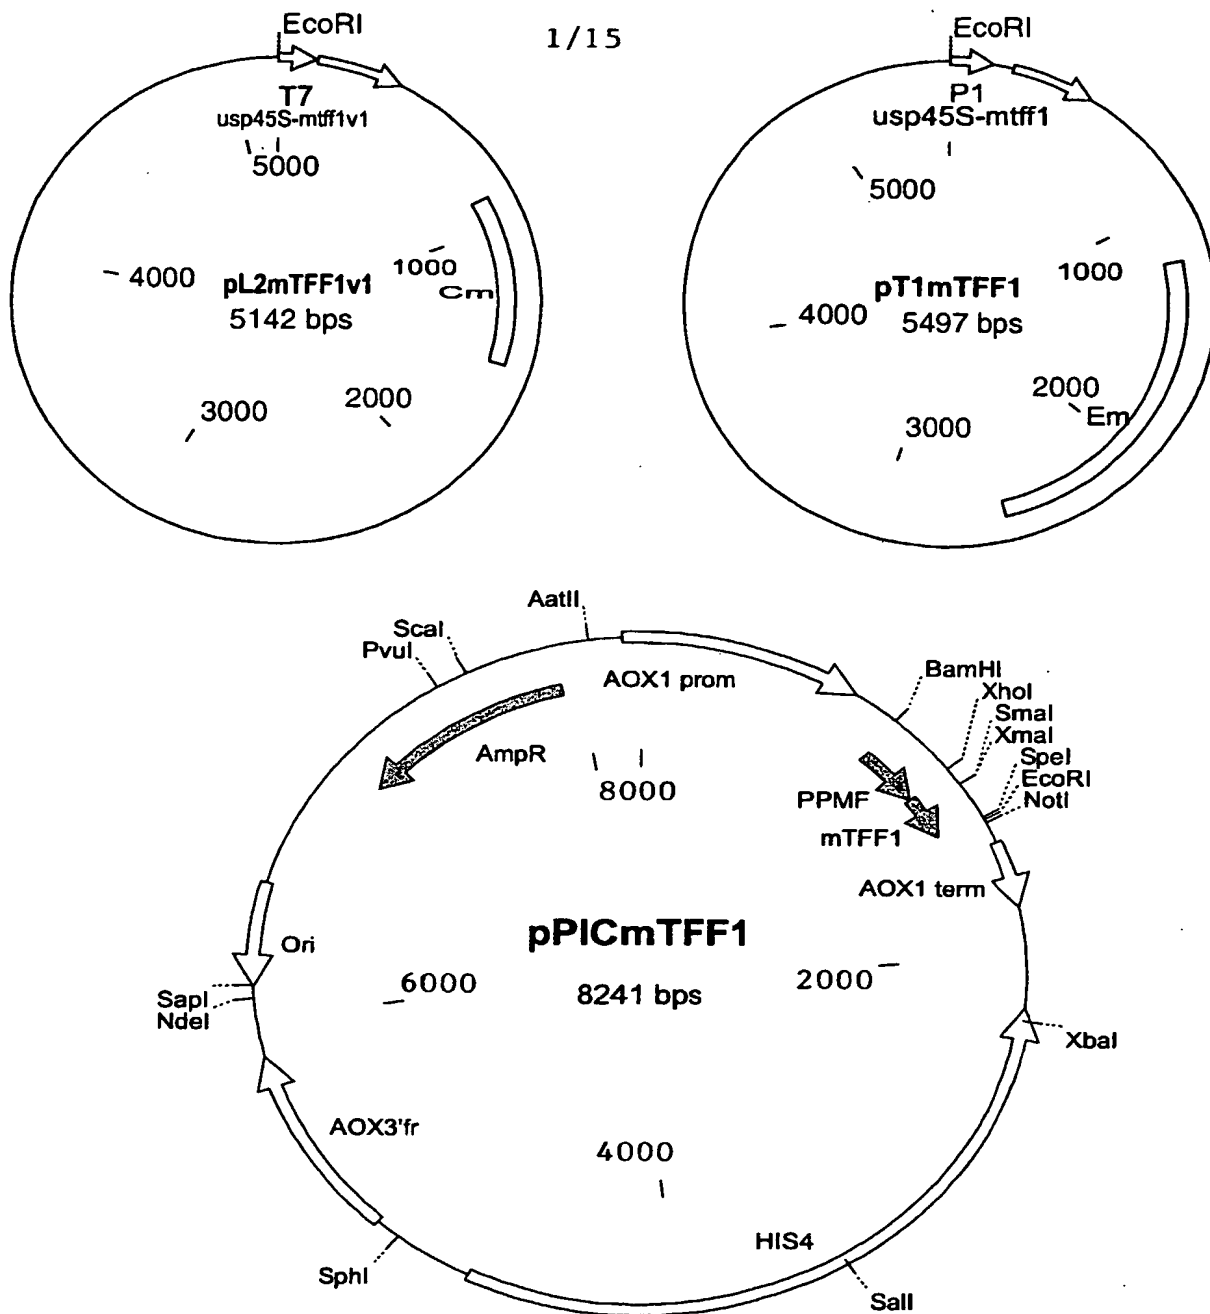 1/15
EcoRI
T7
usp45S-mtff1v1
5000
4000
1000
pL2mTFF1v1
Cm
5142 bps
3000
2000
EcoRI
P1
usp45S-mtff1
5000
1000
pT1mTFF1
4000
5497 bps
2000
Em
3000
AatII
ScaI
PvuI
AOX1 prom
BamHI
XhoI
SmaI
XmaI
SpeI
EcoRI
NotI
AmpR
8000
PPMF
mTFF1
AOX1 term
pPICmTFF1
Ori
6000
2000
8241 bps
SapI
NdeI
XbaI
AOX3'fr
4000
HIS4
SphI
SalI